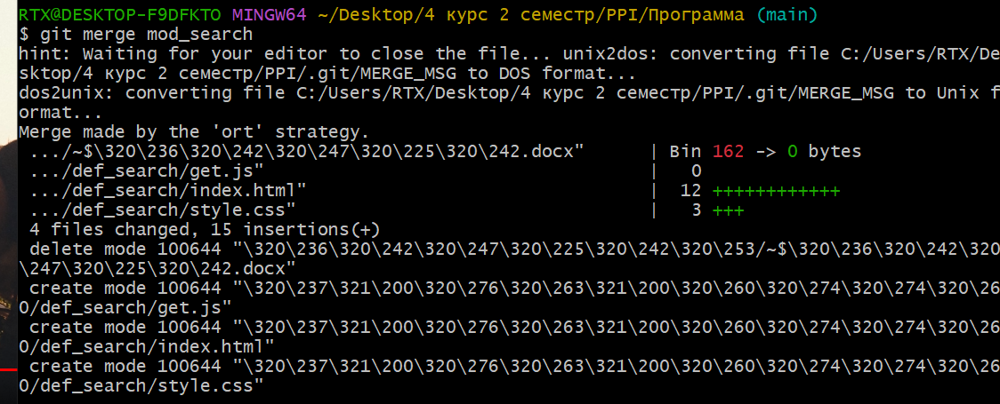 RTX@DESKTOP-F9DFKTO MINGW64 ~/Desktop/4 курс 2 семестр/PPI/Программа (main)
$ git merge mod_search
hint: Waiting for your editor to close the file... unix2dos: converting file C:/Users/RTX/De
sktop/4 курс 2 семестр/PPI/.git/MERGE_MSG to DOS format...
dos2unix: converting file C:/Users/RTX/Desktop/4 курс 2 семестр/PPI/.git/MERGE_MSG to Unix f
ormat...
Merge made by the 'ort' strategy.
 .../~$\320\236\320\242\320\247\320\225\320\242.docx" | Bin 162 -> 0 bytes
 .../def_search/get.js" | 0
 .../def_search/index.html" | 12 ++++++++++++
 .../def_search/style.css" | 3 +++
 4 files changed, 15 insertions(+)
 delete mode 100644 "\320\236\320\242\320\247\320\225\320\242\320\253/~$\320\236\320\242\320
\247\320\225\320\242.docx"
 create mode 100644 "\320\237\321\200\320\276\320\263\321\200\320\260\320\274\320\274\320\26
0/def_search/get.js"
 create mode 100644 "\320\237\321\200\320\276\320\263\321\200\320\260\320\274\320\274\320\26
0/def_search/index.html"
 create mode 100644 "\320\237\321\200\320\276\320\263\321\200\320\260\320\274\320\274\320\26
0/def_search/style.css"